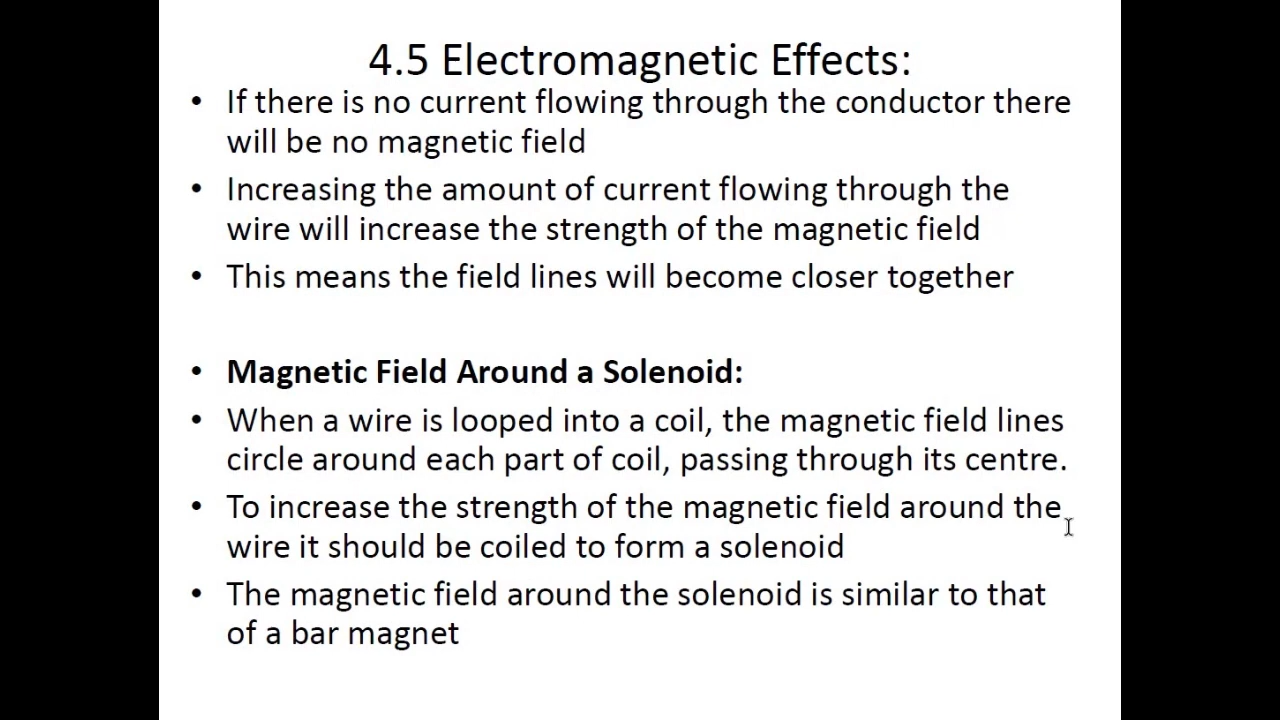 4.5 Electromagnetic Effects:
• If there is no current flowing through the conductor there
will be no magnetic field
• Increasing the amount of current flowing through the
wire will increase the strength of the magnetic field
• This means the field lines will become closer together
• Magnetic Field Around a Solenoid:
• When a wire is looped into a coil, the magnetic field lines
circle around each part of coil, passing through its centre.
• To increase the strength of the magnetic field around the
wire it should be coiled to form a solenoid
• The magnetic field around the solenoid is similar to that
of a bar magnet